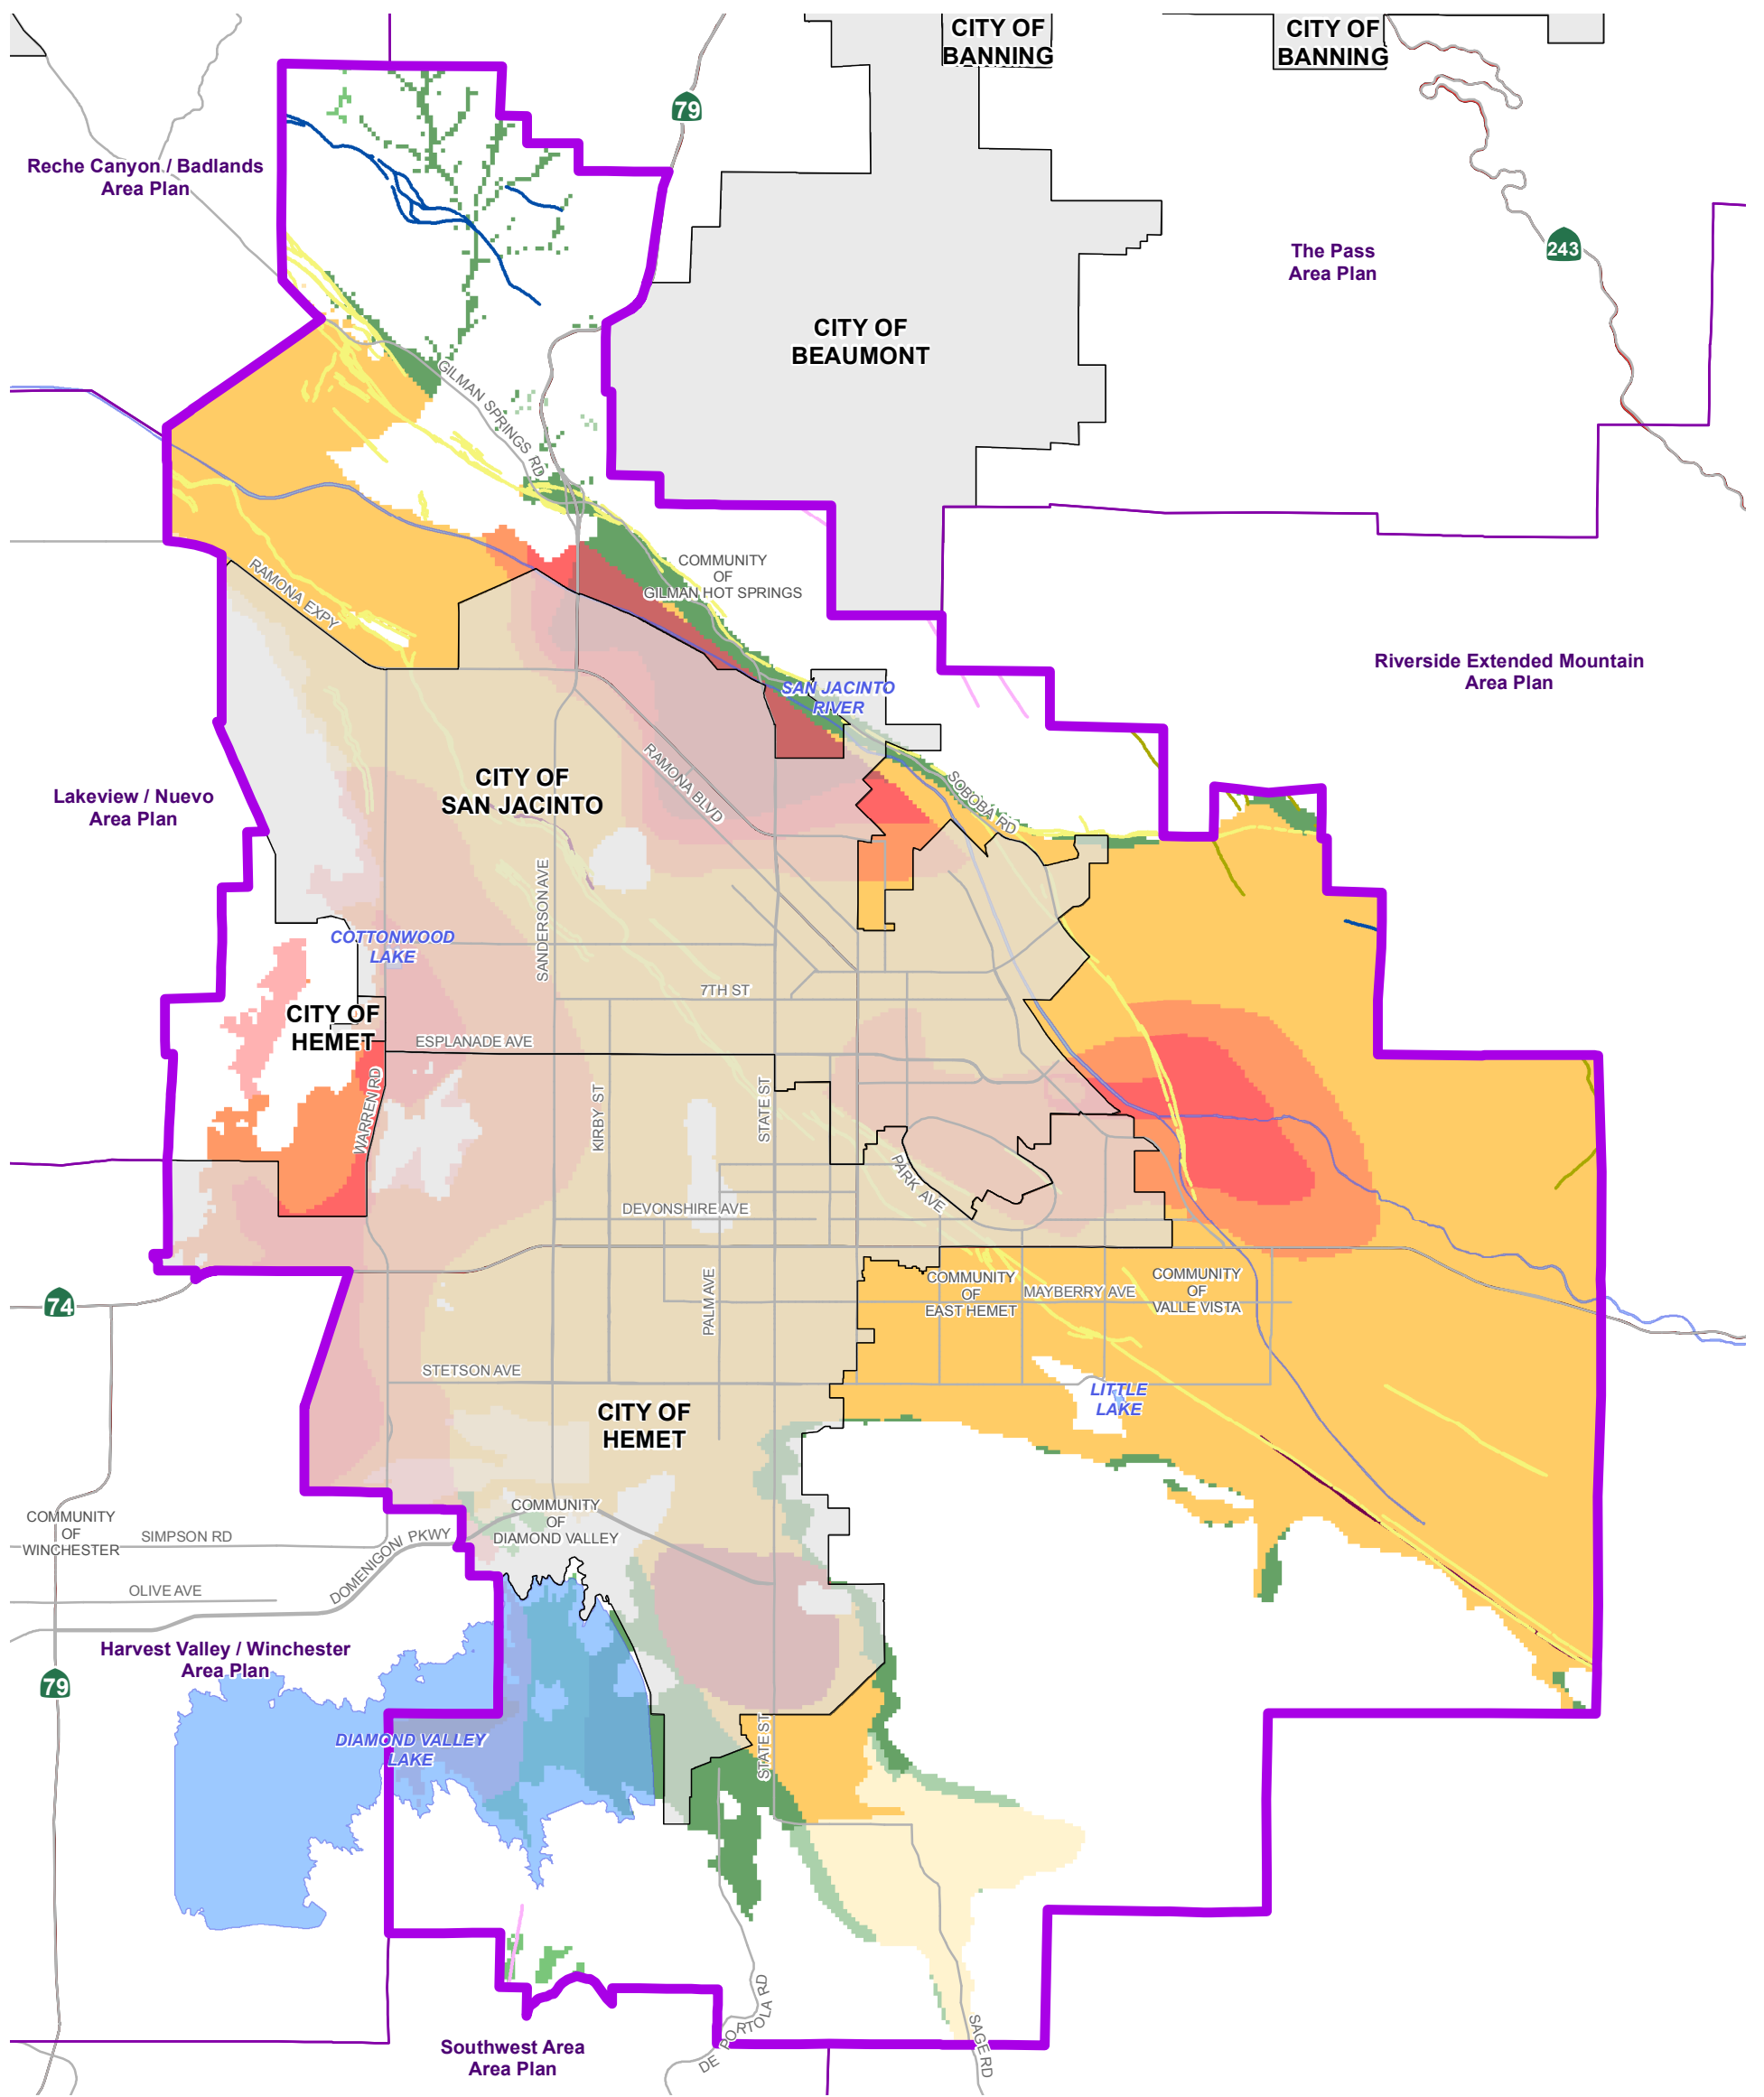 CITY OF
BANNING
CITY OF
BANNING
79
Reche Canyon / Badlands
Area Plan
The Pass
Area Plan
243
CITY OF
BEAUMONT
GILMAN SPRINGS RD
COMMUNITY
OF
GILMAN HOT SPRINGS
RAMONA EXPY
Riverside Extended Mountain
Area Plan
SAN JACINTO
RIVER
CITY OF
SAN JACINTO
RAMONA BLVD
SOBOBA RD
Lakeview / Nuevo
Area Plan
SANDERSON AVE
COTTONWOOD
LAKE
7TH ST
CITY OF
HEMET
ESPLANADE AVE
WARREN RD
KIRBY ST
STATE ST
PARK AVE
DEVONSHIRE AVE
COMMUNITY
OF
EAST HEMET
MAYBERRY AVE
COMMUNITY
OF
VALLE VISTA
74
PALM AVE
STETSON AVE
LITTLE
LAKE
CITY OF
HEMET
COMMUNITY
OF
WINCHESTER
SIMPSON RD
DOMENIGONI PKWY
COMMUNITY
OF
DIAMOND VALLEY
OLIVE AVE
Harvest Valley / Winchester
Area Plan
79
DIAMOND VALLEY
LAKE
STATE ST
DE PORTOLA RD
SAGE RD
Southwest Area
Area Plan